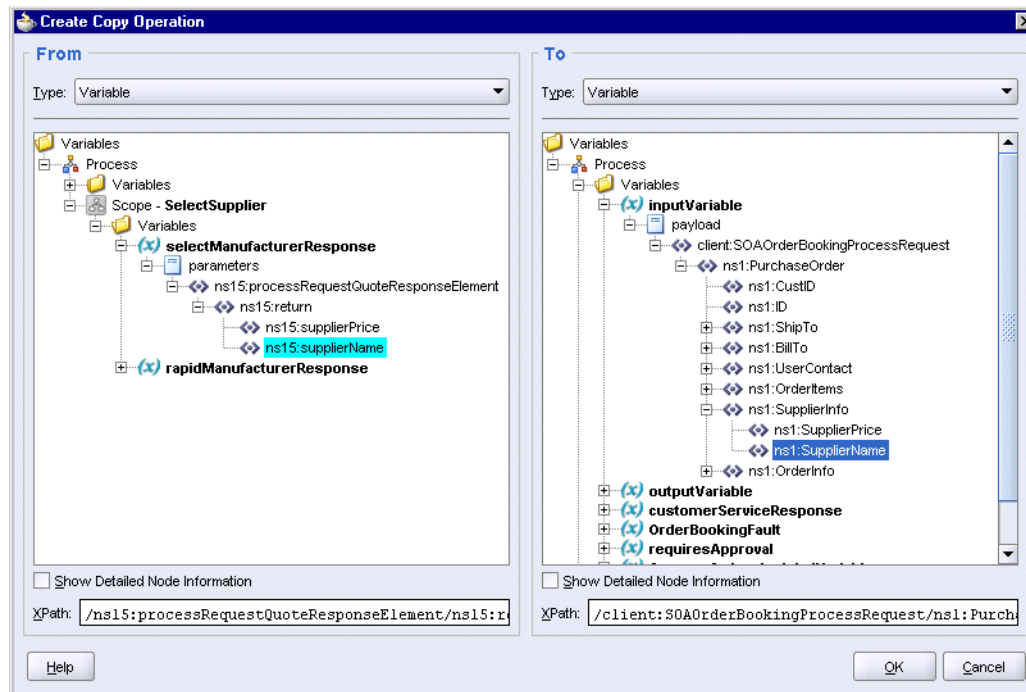 Create Copy Operation
From
Type: Variable
Variables
Process
Variables
Scope - SelectSupplier
Variables
selectManufacturerResponse
parameters
ns15:processRequestQuoteResponseElement
ns15:return
ns15:supplierPrice
ns15:supplierName
rapidManufacturerResponse
Show Detailed Node Information
XPath: /ns15:processRequestQuoteResponseElement/ns15:re
To
Type: Variable
Variables
Process
Variables
inputVariable
payload
client:SOAOrderBookingProcessRequest
ns1:PurchaseOrder
ns1:CustID
ns1:ID
ns1:ShipTo
ns1:BillTo
ns1:UserContact
ns1:OrderItems
ns1:SupplierInfo
ns1:SupplierPrice
ns1:SupplierName
ns1:OrderInfo
outputVariable
customerServiceResponse
OrderBookingFault
requiresApproval
Show Detailed Node Information
XPath: /client:SOAOrderBookingProcessRequest/ns1:Purcha
Help
OK
Cancel